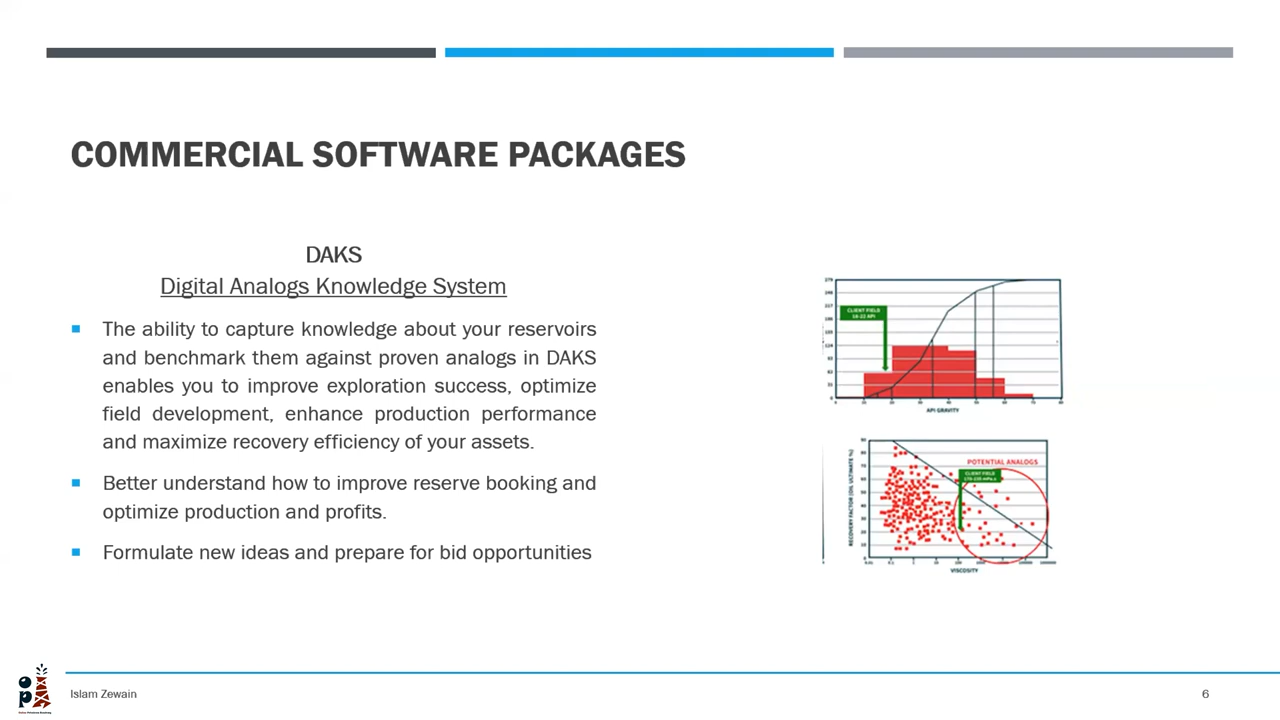 COMMERCIAL SOFTWARE PACKAGES
DAKS
Digital Analogs Knowledge System
The ability to capture knowledge about your reservoirs
and benchmark them against proven analogs in DAKS
enables you to improve exploration success, optimize
field development, enhance production performance
and maximize recovery efficiency of your assets.
Better understand how to improve reserve booking and
optimize production and profits.
Formulate new ideas and prepare for bid opportunities
CLIENT FIELD
API GRAVITY
POTENTIAL ANALOGS
CLIENT FIELD
RECOVERY FACTOR (OIL ULTIMATE %)
VISCOSITY
Islam Zewain
6